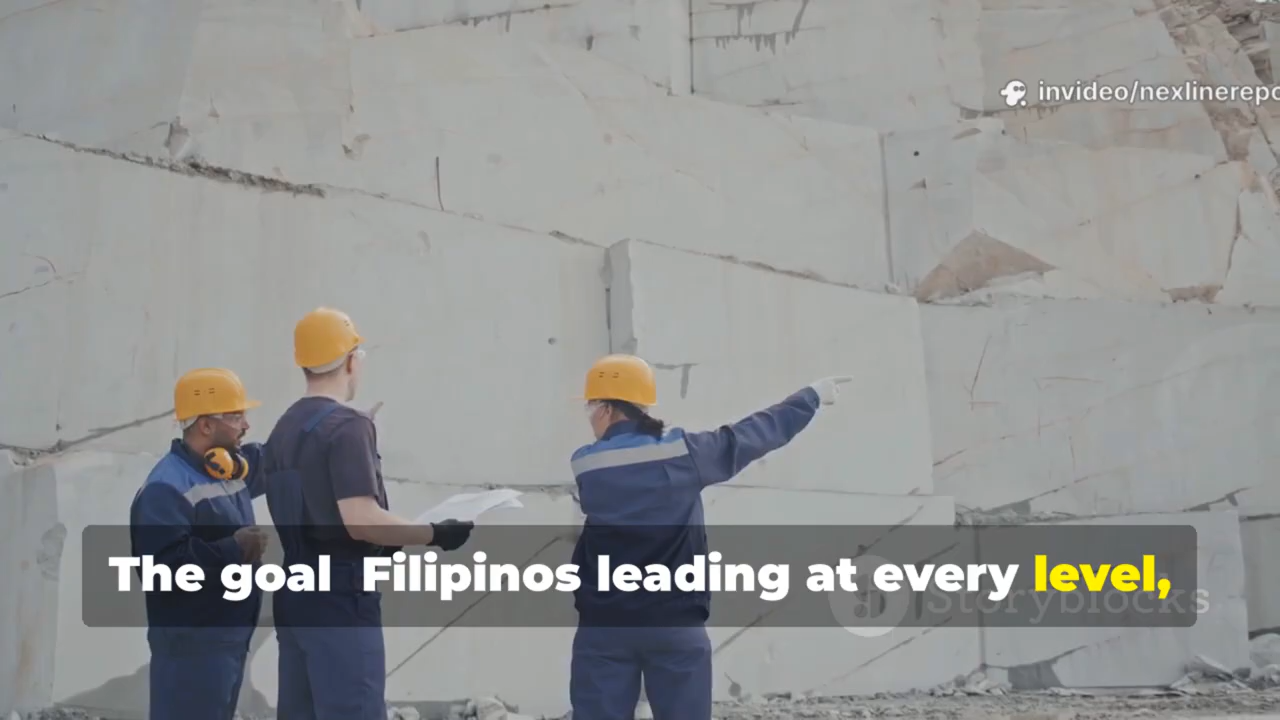 invideo/nexlinerepo
The goal Filipinos leading at every level,
Storyblocks